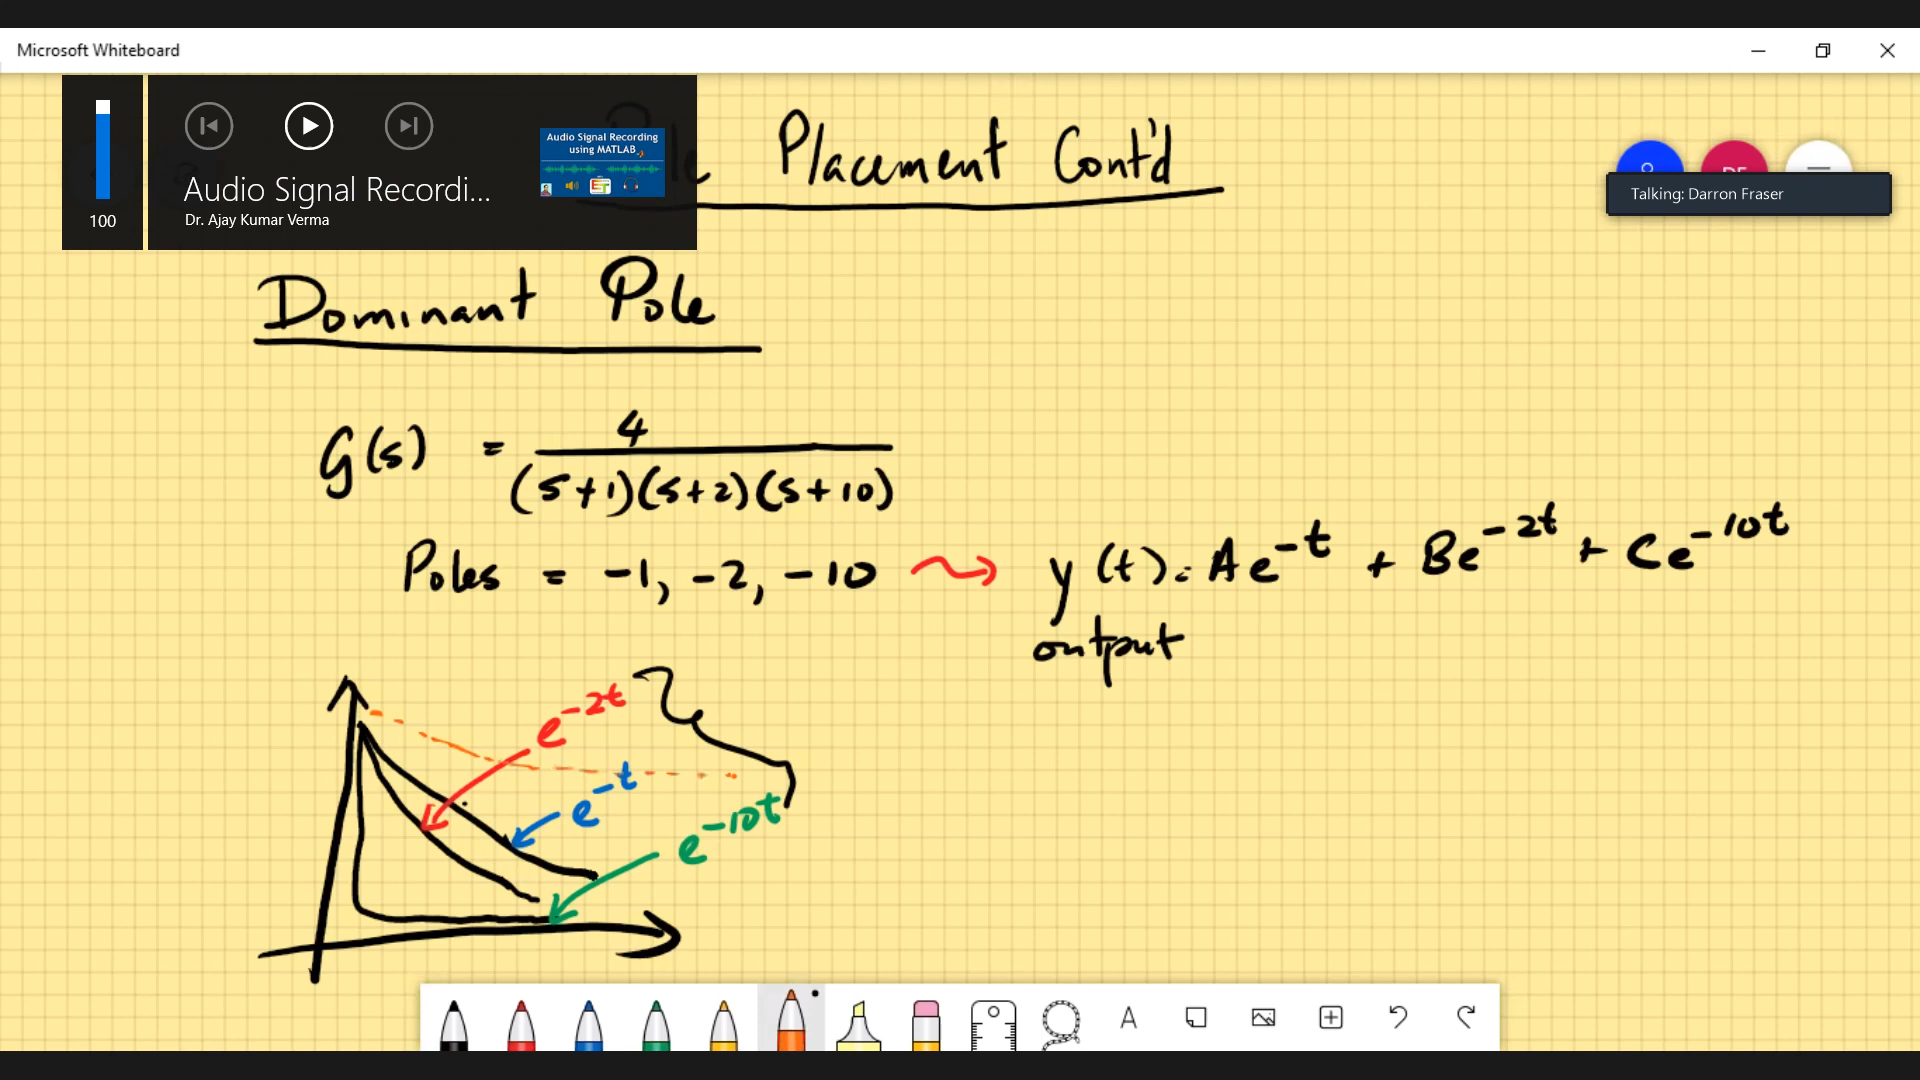 Microsoft Whiteboard
Audio Signal Recording
using MATLAB
Audio Signal Recordi...
Dr. Ajay Kumar Verma
100
Placement Cont'd
Talking: Darron Fraser
Dominant Pole
G(s) = 4
(s+1)(s+2)(s+10)
Poles = -1, -2, -10
y(t) = Ae^-t + Be^-2t + Ce^-10t
output
e^-2t
e^-t
e^-10t
A